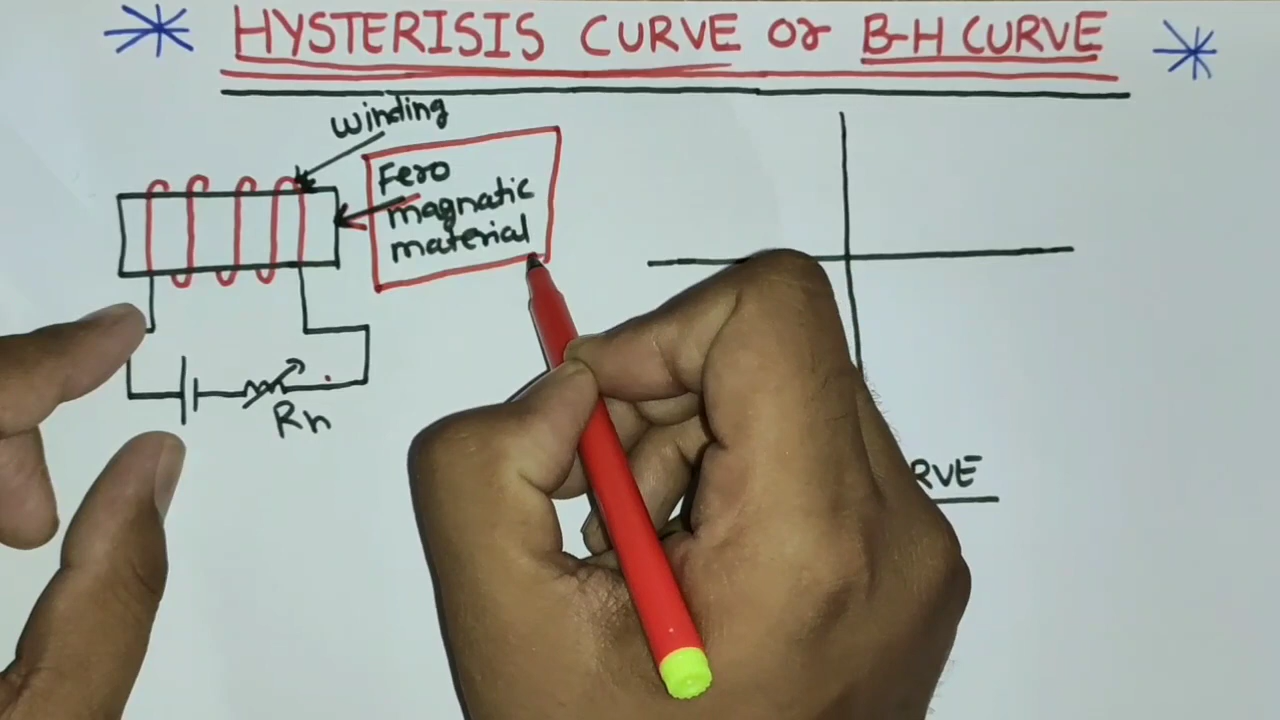 HYSTERISIS CURVE or B-H CURVE
winding
Fero
magnatic
material
Rh
RVE